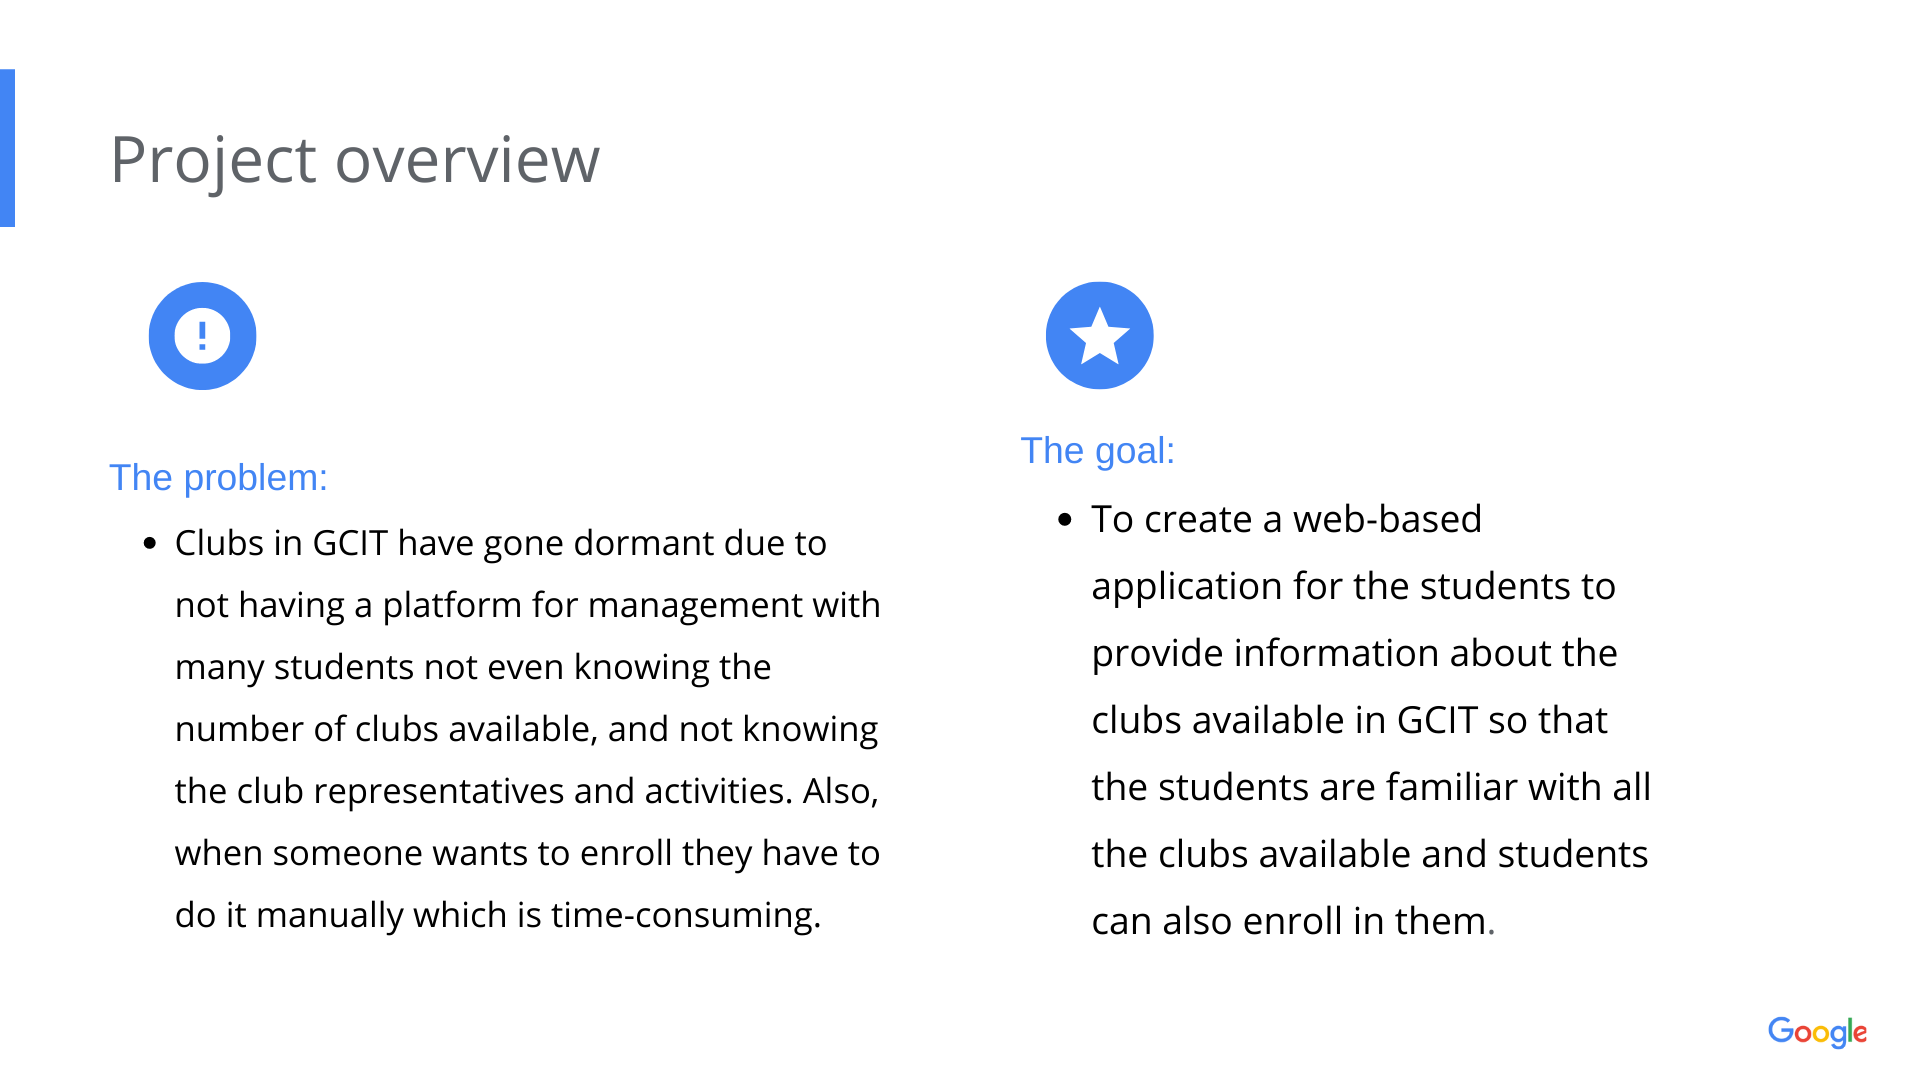 Project overview
The problem:
Clubs in GCIT have gone dormant due to
not having a platform for management with
many students not even knowing the
number of clubs available, and not knowing
the club representatives and activities. Also,
when someone wants to enroll they have to
do it manually which is time-consuming.
The goal:
To create a web-based
application for the students to
provide information about the
clubs available in GCIT so that
the students are familiar with all
the clubs available and students
can also enroll in them.
Google